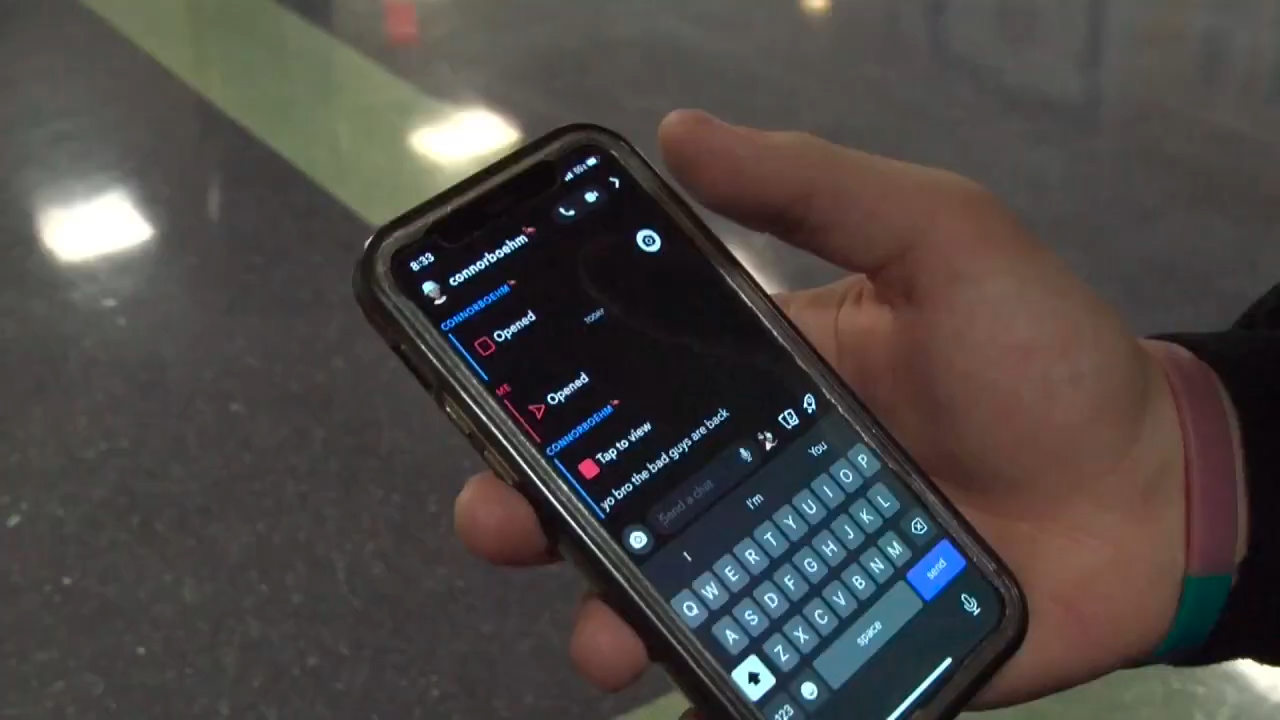 8:33
connorboehm
CONNORBOEHM
Opened
TODAY
ME
Opened
CONNORBOEHM
Tap to view
yo bro the bad guys are back
Send a chat
I I'm You
Q W E R T Y U I O P
A S D F G H J K L
Z X C V B N M
123 space send